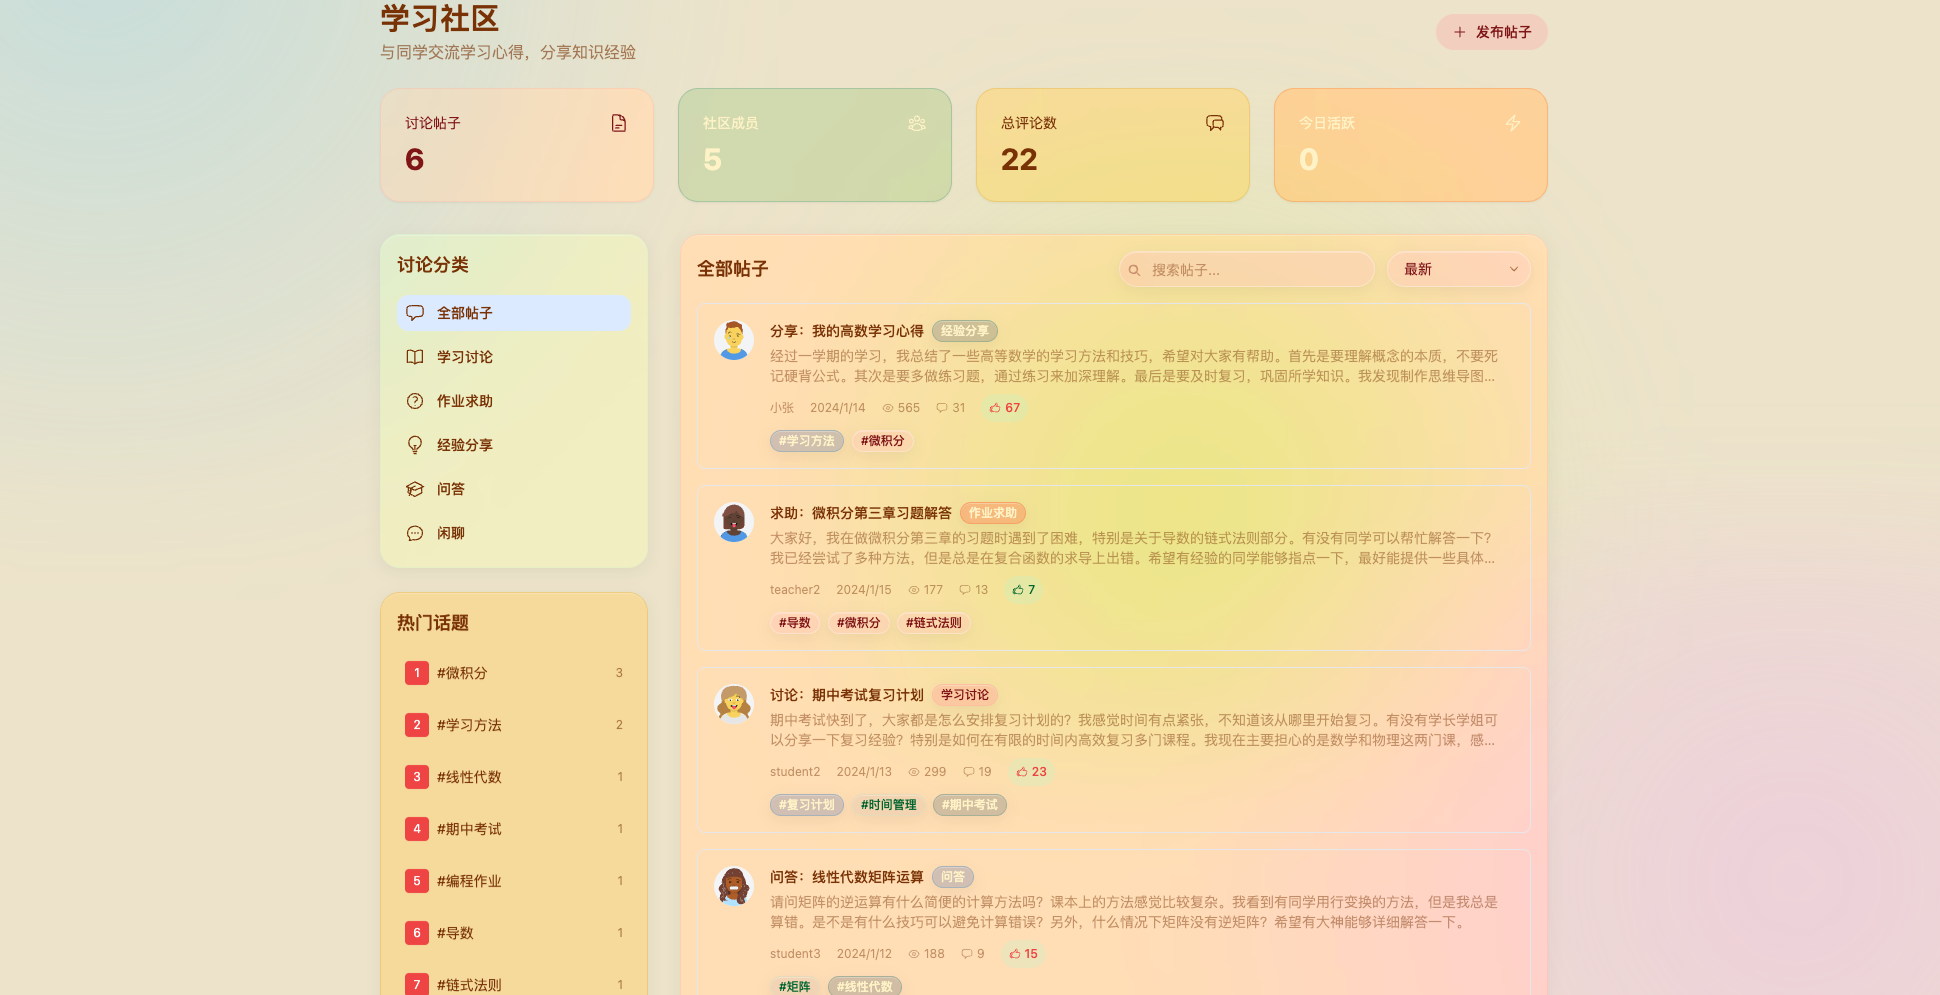 学习社区
与同学交流学习心得，分享知识经验
发布帖子
讨论帖子
6
社区成员
5
总评论数
22
今日活跃
0
讨论分类
全部帖子
学习讨论
作业求助
经验分享
问答
闲聊
热门话题
1 #微积分 3
2 #学习方法 2
3 #线性代数 1
4 #期中考试 1
5 #编程作业 1
6 #导数 1
7 #链式法则 1
全部帖子
搜索帖子...
最新
分享：我的高数学习心得 经验分享
经过一学期的学习，我总结了一些高等数学的学习方法和技巧，希望对大家有帮助。首先是要理解概念的本质，不要死
记硬背公式。其次是要多做练习题，通过练习来加深理解。最后是要及时复习，巩固所学知识。我发现制作思维导图...
小张 2024/1/14 565 31 67
#学习方法 #微积分
求助：微积分第三章习题解答 作业求助
大家好，我在做微积分第三章的习题时遇到了困难，特别是关于导数的链式法则部分。有没有同学可以帮忙解答一下？
我已经尝试了多种方法，但是总是在复合函数的求导上出错。希望有经验的同学能够指点一下，最好能提供一些具体...
teacher2 2024/1/15 177 13 7
#导数 #微积分 #链式法则
讨论：期中考试复习计划 学习讨论
期中考试快到了，大家都是怎么安排复习计划的？我感觉时间有点紧张，不知道该从哪里开始复习。有没有学长学姐可
以分享一下复习经验？特别是如何在有限的时间内高效复习多门课程。我现在主要担心的是数学和物理这两门课，感...
student2 2024/1/13 299 19 23
#复习计划 #时间管理 #期中考试
问答：线性代数矩阵运算 问答
请问矩阵的逆运算有什么简便的计算方法吗？课本上的方法感觉比较复杂。我看到有同学用行变换的方法，但是我总是
算错。是不是有什么技巧可以避免计算错误？另外，什么情况下矩阵没有逆矩阵？希望有大神能够详细解答一下。
student3 2024/1/12 188 9 15
#矩阵 #线性代数